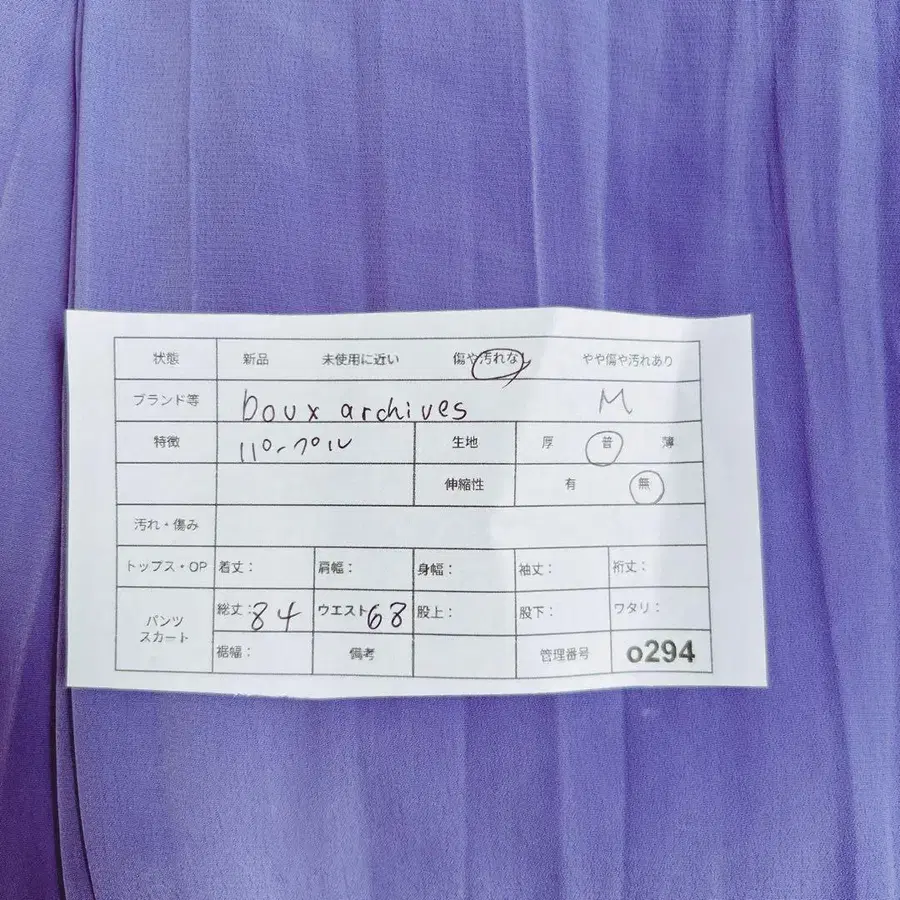 状態 新品 未使用に近い 傷や汚れな やや傷や汚れあり
ブランド等 Doux archives M
特徴 パープル 生地 厚 普 薄
伸縮性 有 無
汚れ・傷み
トップス・OP 着丈: 肩幅: 身幅: 袖丈: 裄丈:
パンツ スカート 総丈:84 ウエスト68 股上: 股下: ワタリ:
裾幅: 備考 管理番号 o294